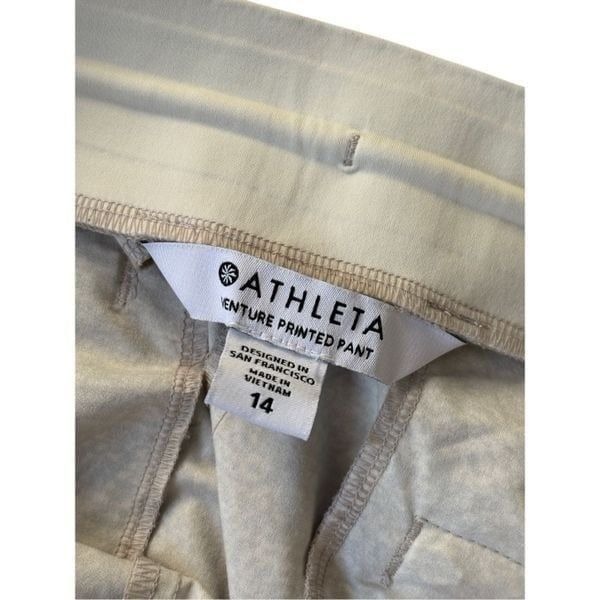 ATHLETA
VENTURE PRINTED PANT
DESIGNED IN
SAN FRANCISCO
MADE IN
VIETNAM
14